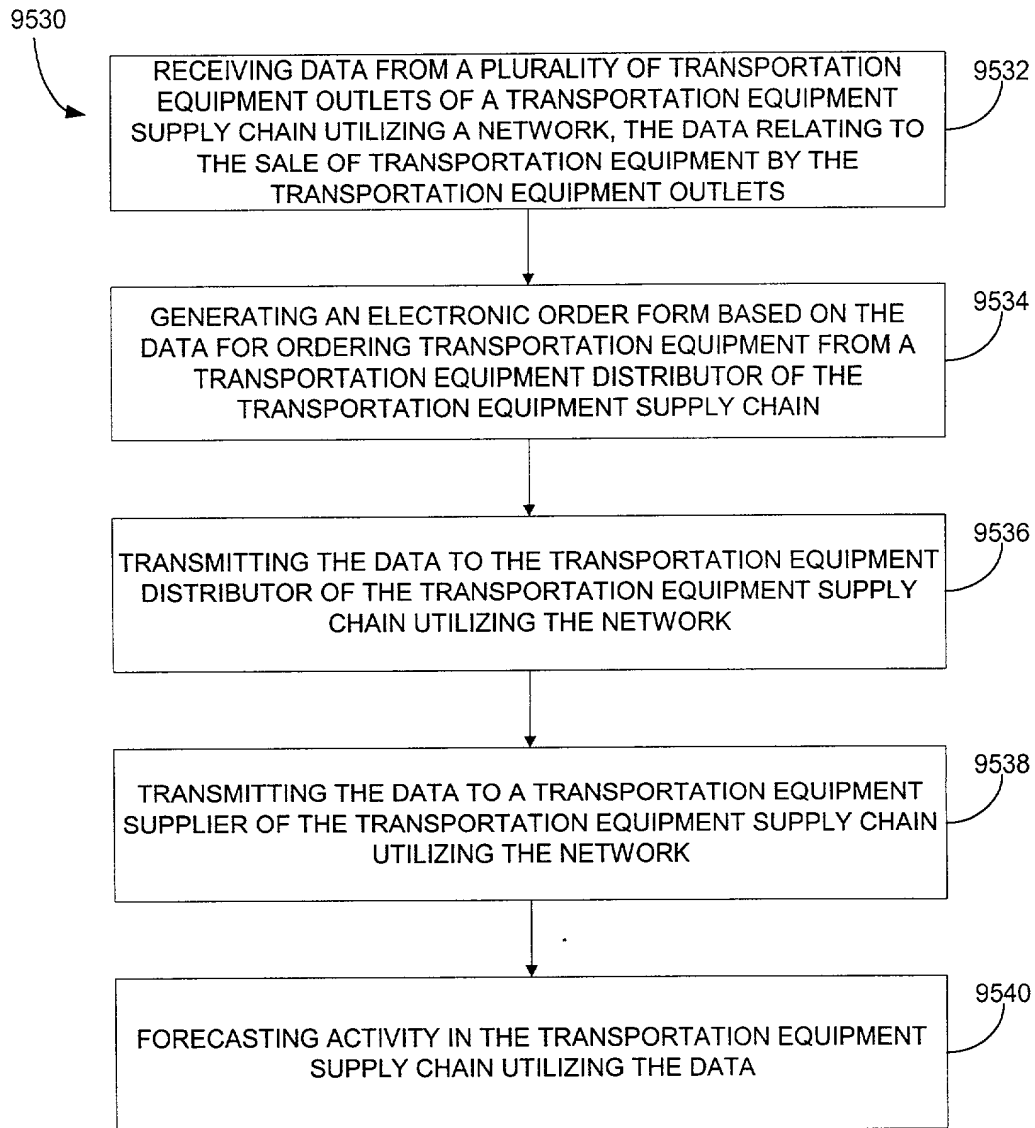 9530
RECEIVING DATA FROM A PLURALITY OF TRANSPORTATION
EQUIPMENT OUTLETS OF A TRANSPORTATION EQUIPMENT
SUPPLY CHAIN UTILIZING A NETWORK, THE DATA RELATING TO
THE SALE OF TRANSPORTATION EQUIPMENT BY THE
TRANSPORTATION EQUIPMENT OUTLETS
9532
GENERATING AN ELECTRONIC ORDER FORM BASED ON THE
DATA FOR ORDERING TRANSPORTATION EQUIPMENT FROM A
TRANSPORTATION EQUIPMENT DISTRIBUTOR OF THE
TRANSPORTATION EQUIPMENT SUPPLY CHAIN
9534
TRANSMITTING THE DATA TO THE TRANSPORTATION EQUIPMENT
DISTRIBUTOR OF THE TRANSPORTATION EQUIPMENT SUPPLY
CHAIN UTILIZING THE NETWORK
9536
TRANSMITTING THE DATA TO A TRANSPORTATION EQUIPMENT
SUPPLIER OF THE TRANSPORTATION EQUIPMENT SUPPLY CHAIN
UTILIZING THE NETWORK
9538
FORECASTING ACTIVITY IN THE TRANSPORTATION EQUIPMENT
SUPPLY CHAIN UTILIZING THE DATA
9540